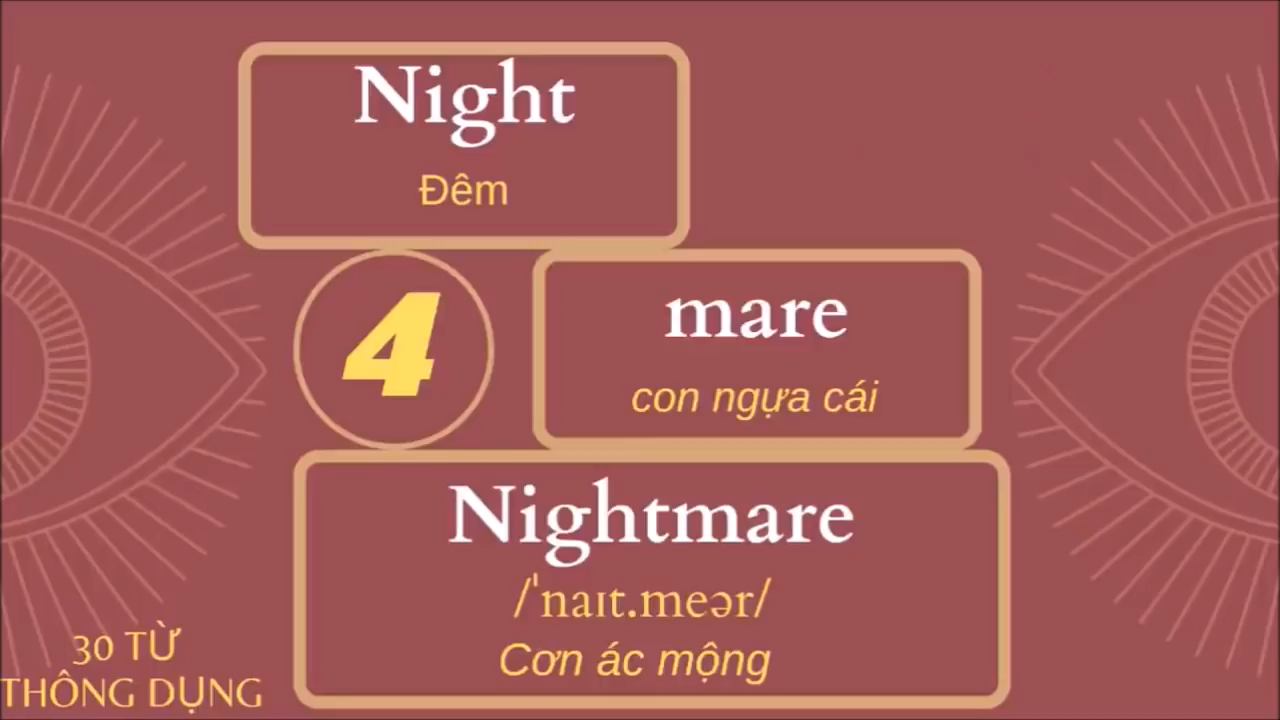 Night
Đêm
4
mare
con ngựa cái
Nightmare
/ˈnaɪt.meər/
Cơn ác mộng
30 TỪ
THÔNG DỤNG